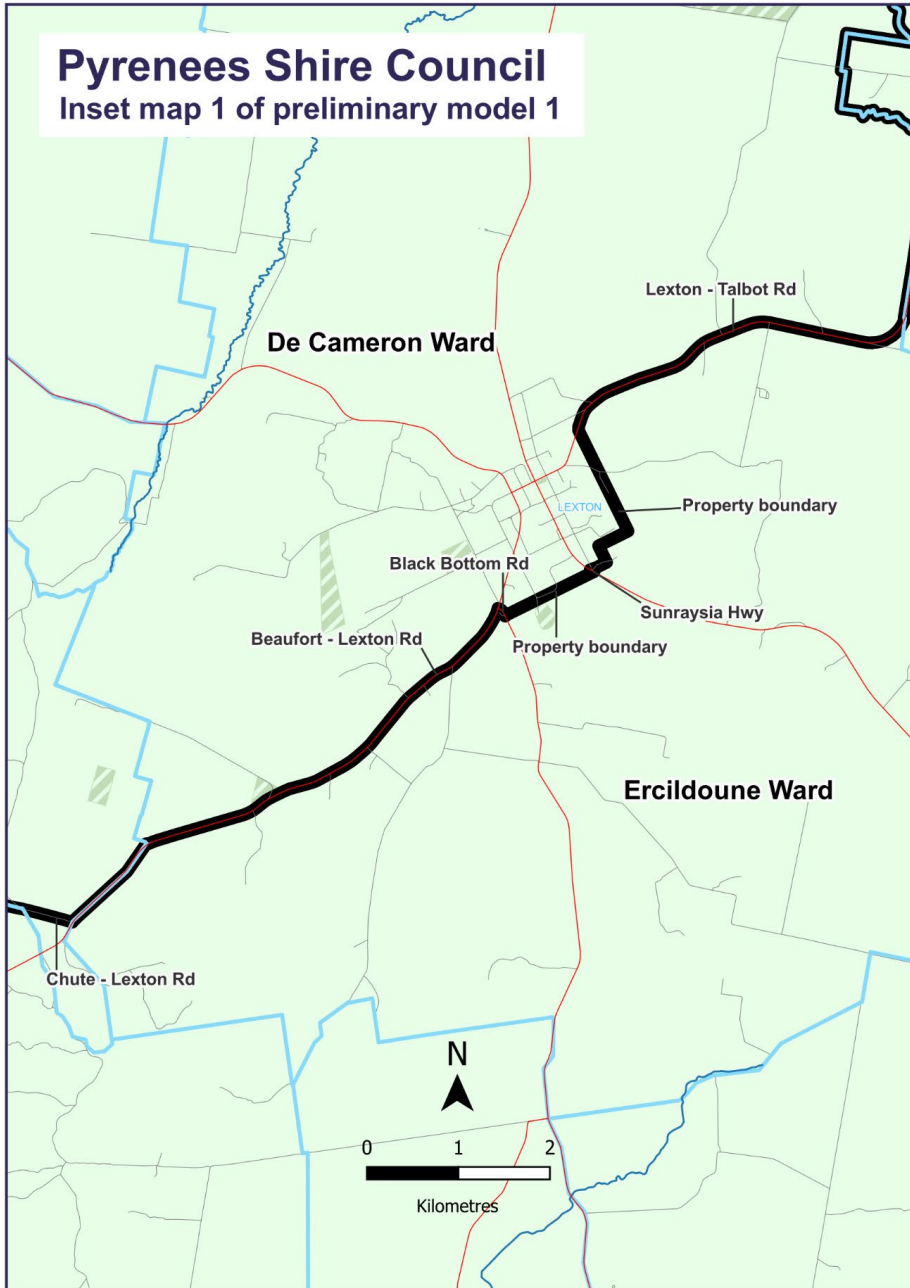 Pyrenees Shire Council
Inset map 1 of preliminary model 1
Lexton - Talbot Rd
De Cameron Ward
Property boundary
LEXTON
Black Bottom Rd
Sunraysia Hwy
Beaufort - Lexton Rd
Property boundary
Ercildoune Ward
Chute - Lexton Rd
N
0 1 2
Kilometres